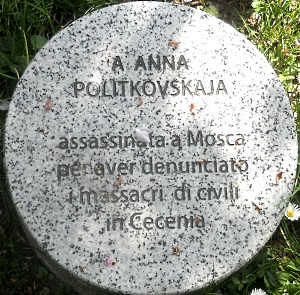 A ANNA
POLITKOVSKAJA
assassinata a Mosca
per aver denunciato
i massacri di civili
in Cecenia